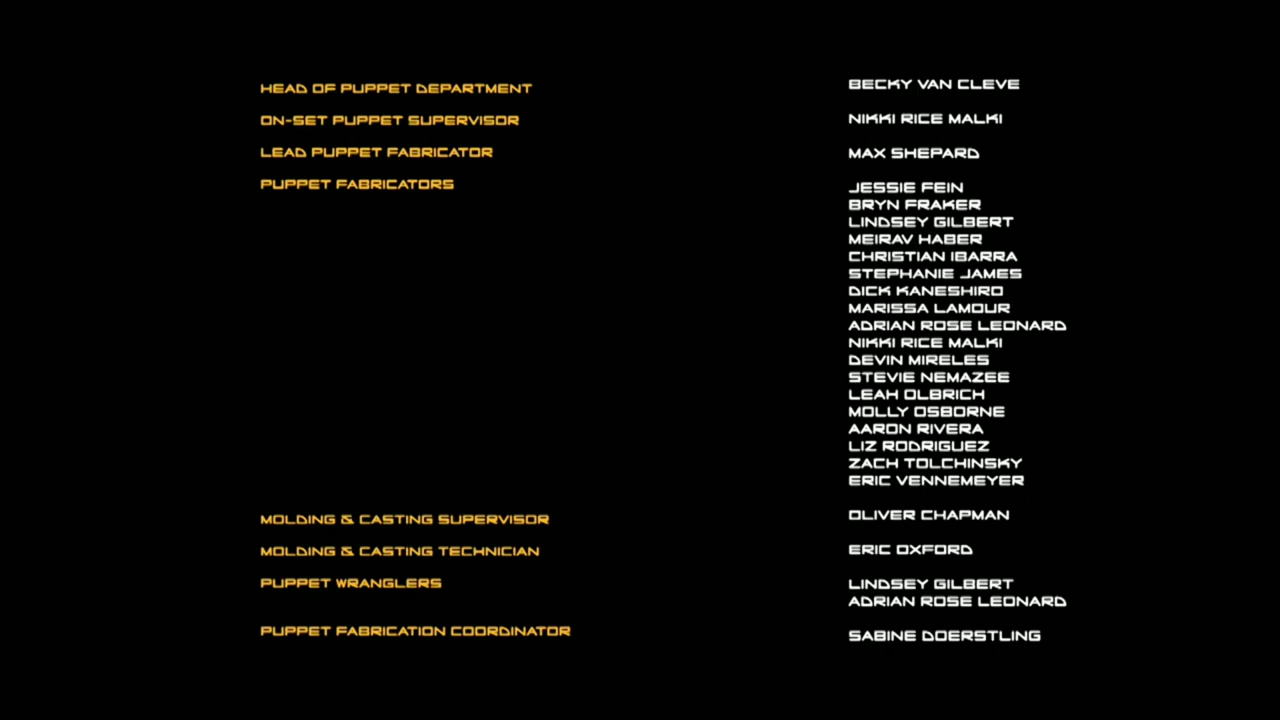 HEAD OF PUPPET DEPARTMENT BECKY VAN CLEVE
ON-SET PUPPET SUPERVISOR NIKKI RICE MALKI
LEAD PUPPET FABRICATOR MAX SHEPARD
PUPPET FABRICATORS JESSIE FEIN
BRYN FRAKER
LINDSEY GILBERT
MEIRAV HABER
CHRISTIAN IBARRA
STEPHANIE JAMES
DICK KANESHIRO
MARISSA LAMOUR
ADRIAN ROSE LEONARD
NIKKI RICE MALKI
DEVIN MIRELES
STEVIE NEMAZEE
LEAH OLBRICH
MOLLY OSBORNE
AARON RIVERA
LIZ RODRIGUEZ
ZACH TOLCHINSKY
ERIC VENNEMEYER
MOLDING & CASTING SUPERVISOR OLIVER CHAPMAN
MOLDING & CASTING TECHNICIAN ERIC OXFORD
PUPPET WRANGLERS LINDSEY GILBERT
ADRIAN ROSE LEONARD
PUPPET FABRICATION COORDINATOR SABINE DOERSTLING